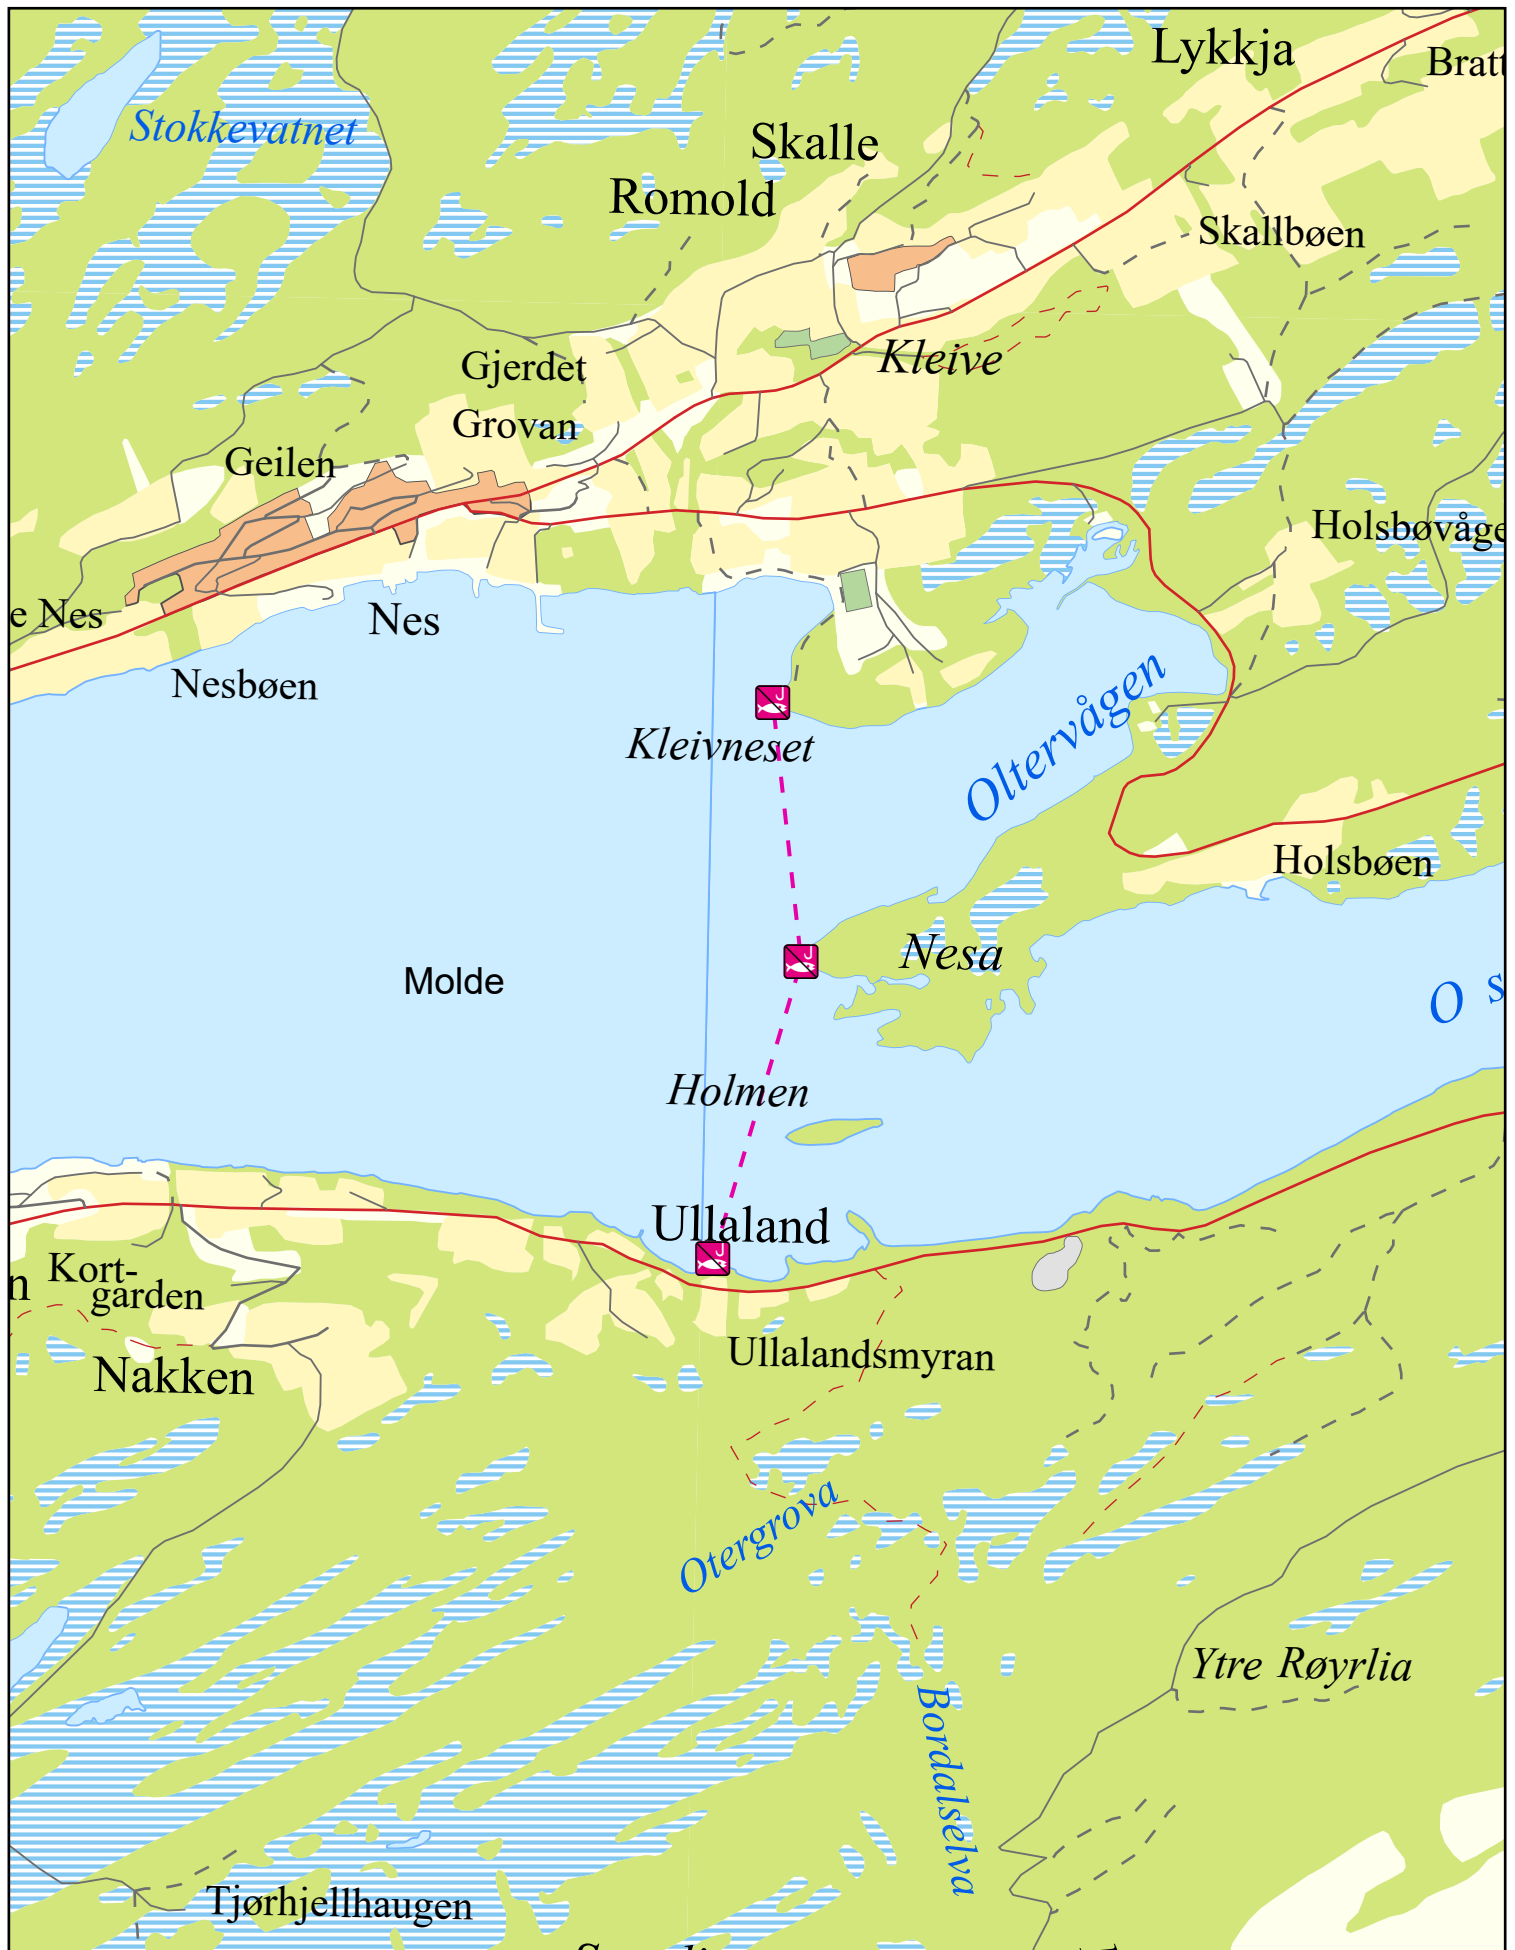 Lykkja
Bratt
Stokkevatnet
Skalle
Romold
Skallbøen
Gjerdet
Kleive
Grovan
Geilen
Holsbøvåge
e Nes
Nes
Nesbøen
Oltervågen
Kleivneset
Holsbøen
Nesa
Molde
O s
Holmen
Ullaland
Kort-
garden
n
Ullalandsmyran
Nakken
Otergrova
Ytre Røyrlia
Bordalselva
Tjørhjellhaugen